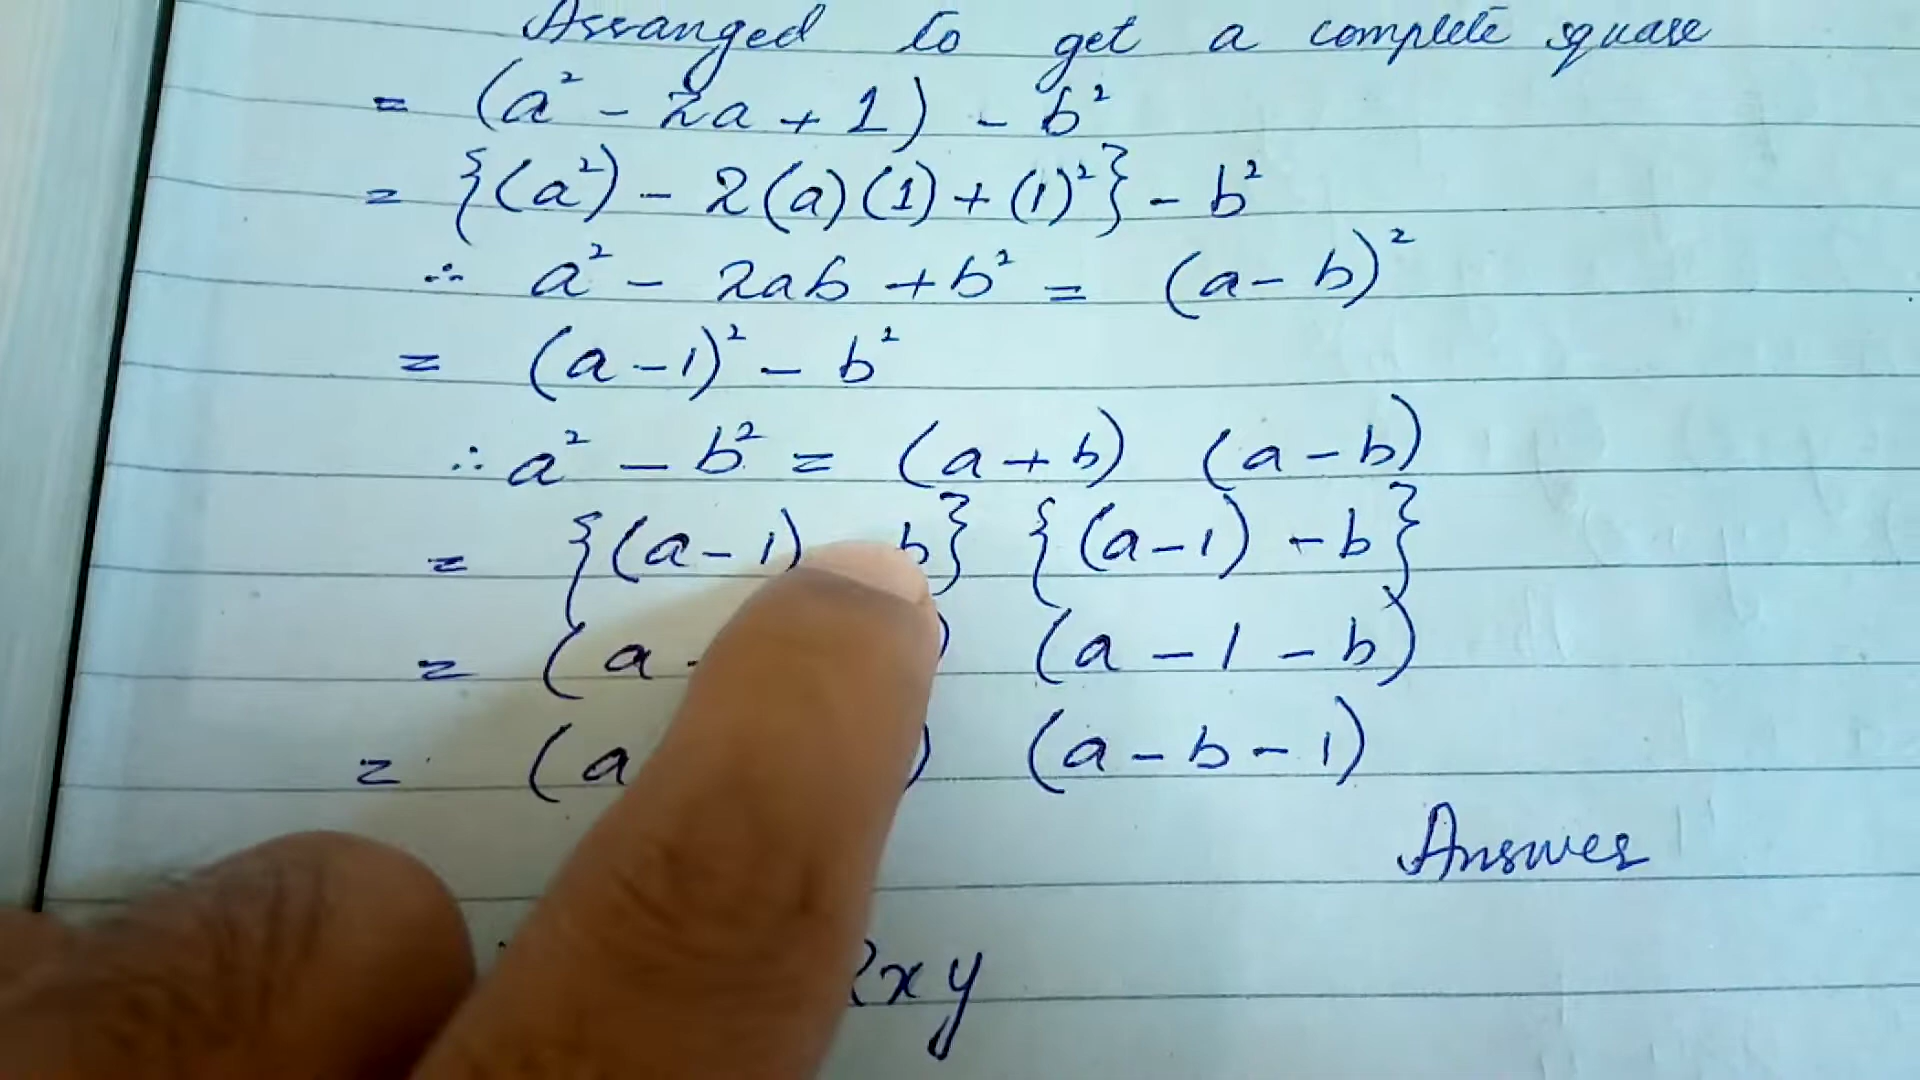 Arranged to get a complete square
= (a² - 2a + 1) - b²
= {(a²) - 2(a)(1) + (1)²} - b²
∴ a² - 2ab + b² = (a - b)²
= (a - 1)² - b²
∴ a² - b² = (a + b) (a - b)
= {(a - 1) b} {(a - 1) - b}
= (a - ) (a - 1 - b)
= (a ) (a - b - 1)
Answer
2xy